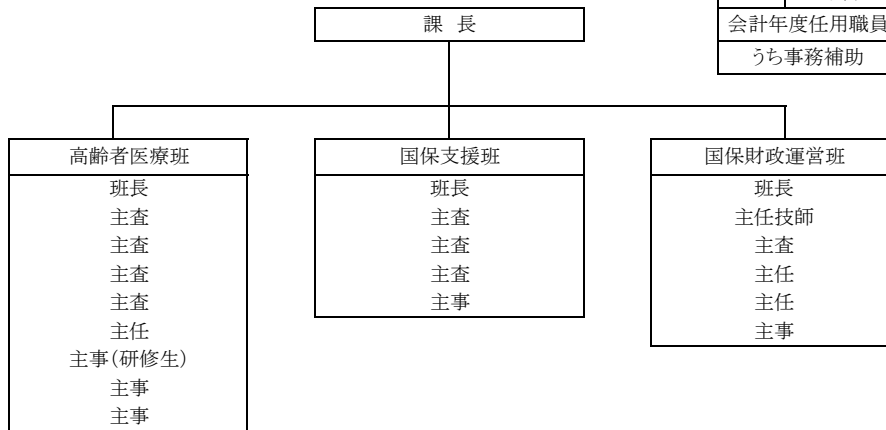 課 長
会計年度任用職員
うち事務補助
高齢者医療班
班長
主査
主査
主査
主査
主任
主事(研修生)
主事
主事
国保支援班
班長
主査
主査
主査
主事
国保財政運営班
班長
主任技師
主査
主任
主任
主事